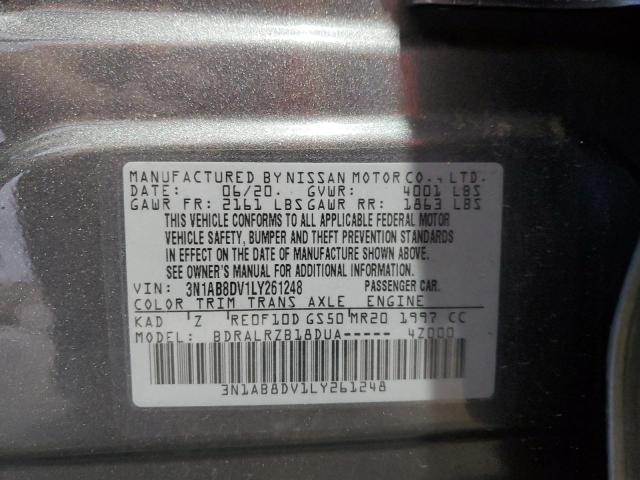 MANUFACTURED BY NISSAN MOTOR CO., LTD.
DATE: 06/20. GVWR: 4001 LBS
GAWR FR: 2161 LBS GAWR RR: 1863 LBS
THIS VEHICLE CONFORMS TO ALL APPLICABLE FEDERAL MOTOR
VEHICLE SAFETY, BUMPER AND THEFT PREVENTION STANDARDS
IN EFFECT ON THE DATE OF MANUFACTURE SHOWN ABOVE.
SEE OWNER'S MANUAL FOR ADDITIONAL INFORMATION.
VIN: 3N1AB8DV1LY261248 PASSENGER CAR.
COLOR TRIM TRANS AXLE ENGINE
KAD Z RE0F10D GS50 MR20 1997 CC
MODEL: BDRALRZB18DUA----- 4Z000
3N1AB8DV1LY261248